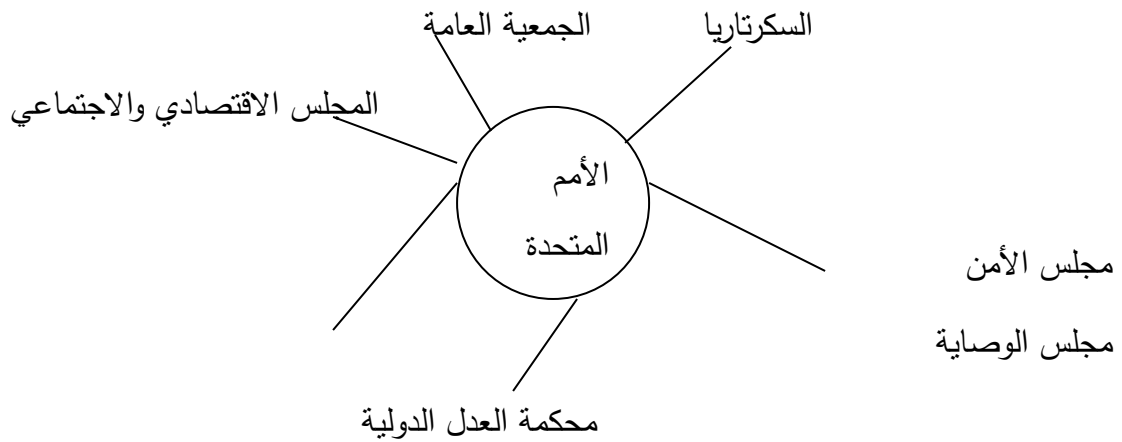 السكرتاريا
الجمعية العامة
المجلس الاقتصادي والاجتماعي
الأمم
المتحدة
مجلس الأمن
مجلس الوصاية
محكمة العدل الدولية